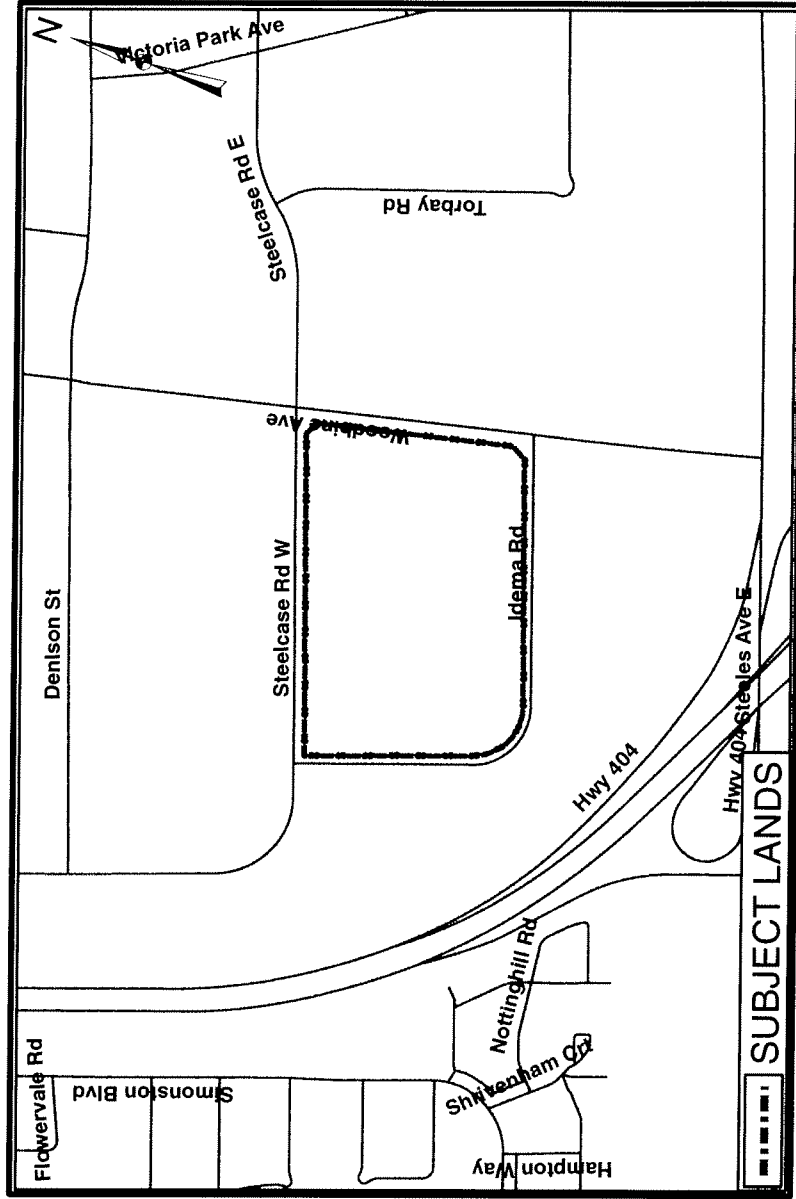 N
Victoria Park Ave
Steelcase Rd E
Torbay Rd
Woodbine Ave
Denison St
Steelcase Rd W
Idema Rd
Hwy 404
Hwy 404
Steeles Ave E
Nottinghill Rd
Shrivenham Crt
Flowervale Rd
Simonston Blvd
Hampton Way
SUBJECT LANDS